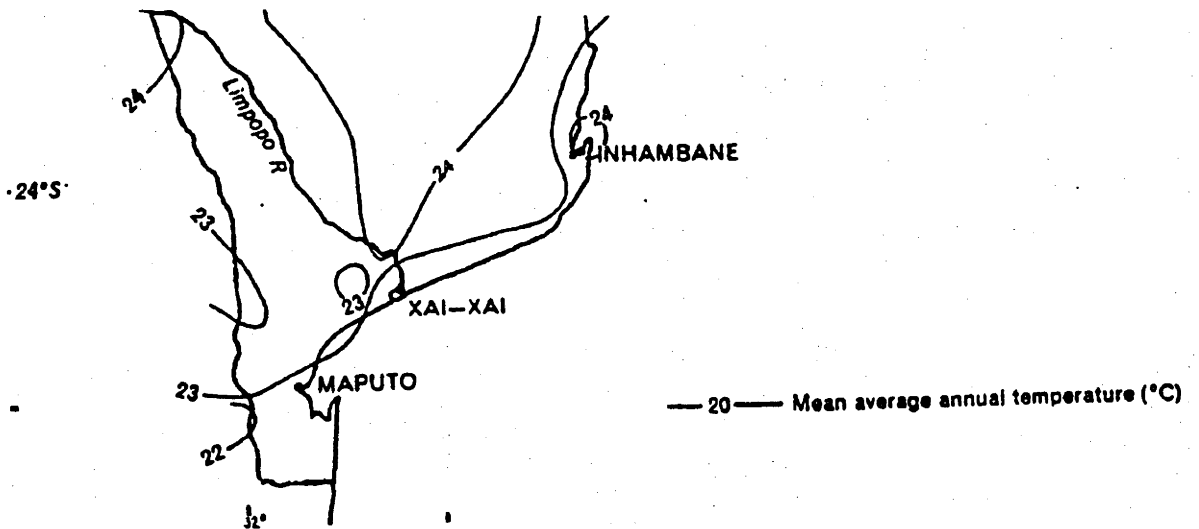 24
Limpopo R
24
INHAMBANE
24
24°S
23
23
XAI-XAI
23
MAPUTO
20 Mean average annual temperature (°C)
22
32°